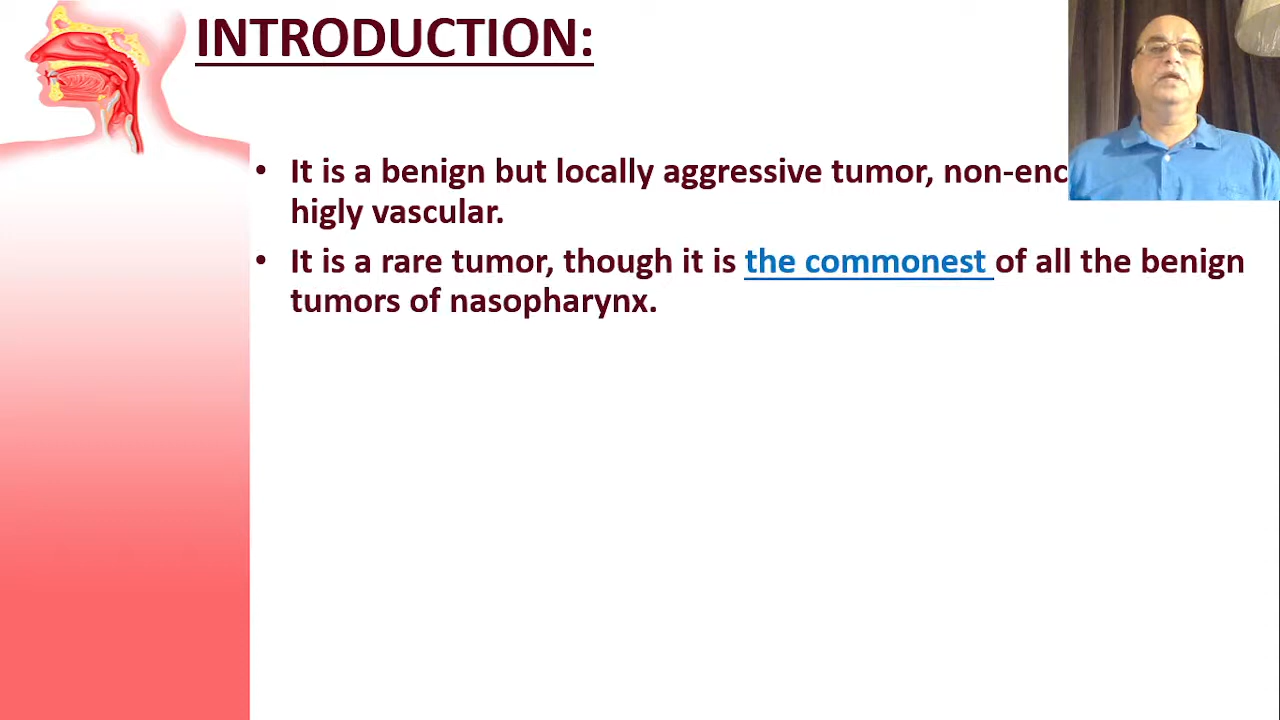 INTRODUCTION:
• It is a benign but locally aggressive tumor, non-enc
higly vascular.
• It is a rare tumor, though it is the commonest of all the benign
tumors of nasopharynx.